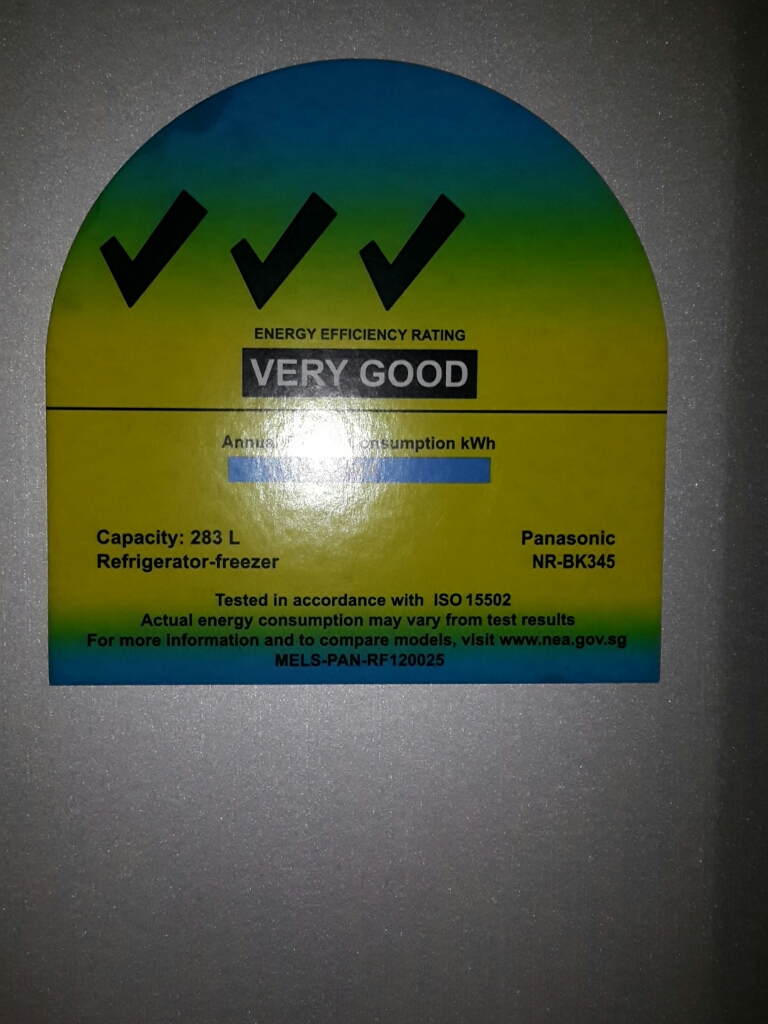 ENERGY EFFICIENCY RATING
VERY GOOD
Annual Consumption kWh
Capacity: 283 L
Panasonic
Refrigerator-freezer
NR-BK345
Tested in accordance with ISO 15502
Actual energy consumption may vary from test results
For more information and to compare models, visit www.nea.gov.sg
MELS-PAN-RF120025